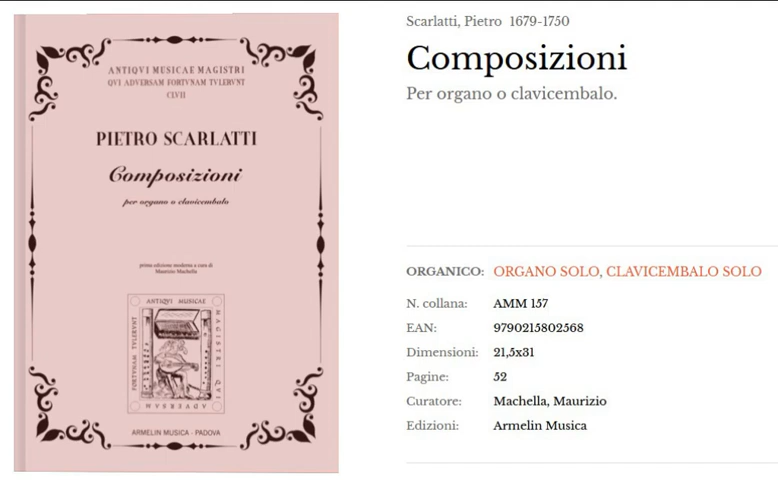 ANTIQVI MUSICAE MAGISTRI
QVI ADVERSAM FORTVNAM TVLERVNT
CLVII
PIETRO SCARLATTI
Composizioni
per organo o clavicembalo
prima edizione moderna a cura di
Maurizio Machella
ANTIQVI MUSICAE
MAGISTRI QVI
ADVERSAM
FORTVNAM TVLERVNT
ARMELIN MUSICA - PADOVA
Scarlatti, Pietro 1679-1750
Composizioni
Per organo o clavicembalo.
ORGANICO: ORGANO SOLO, CLAVICEMBALO SOLO
N. collana: AMM 157
EAN: 9790215802568
Dimensioni: 21,5x31
Pagine: 52
Curatore: Machella, Maurizio
Edizioni: Armelin Musica